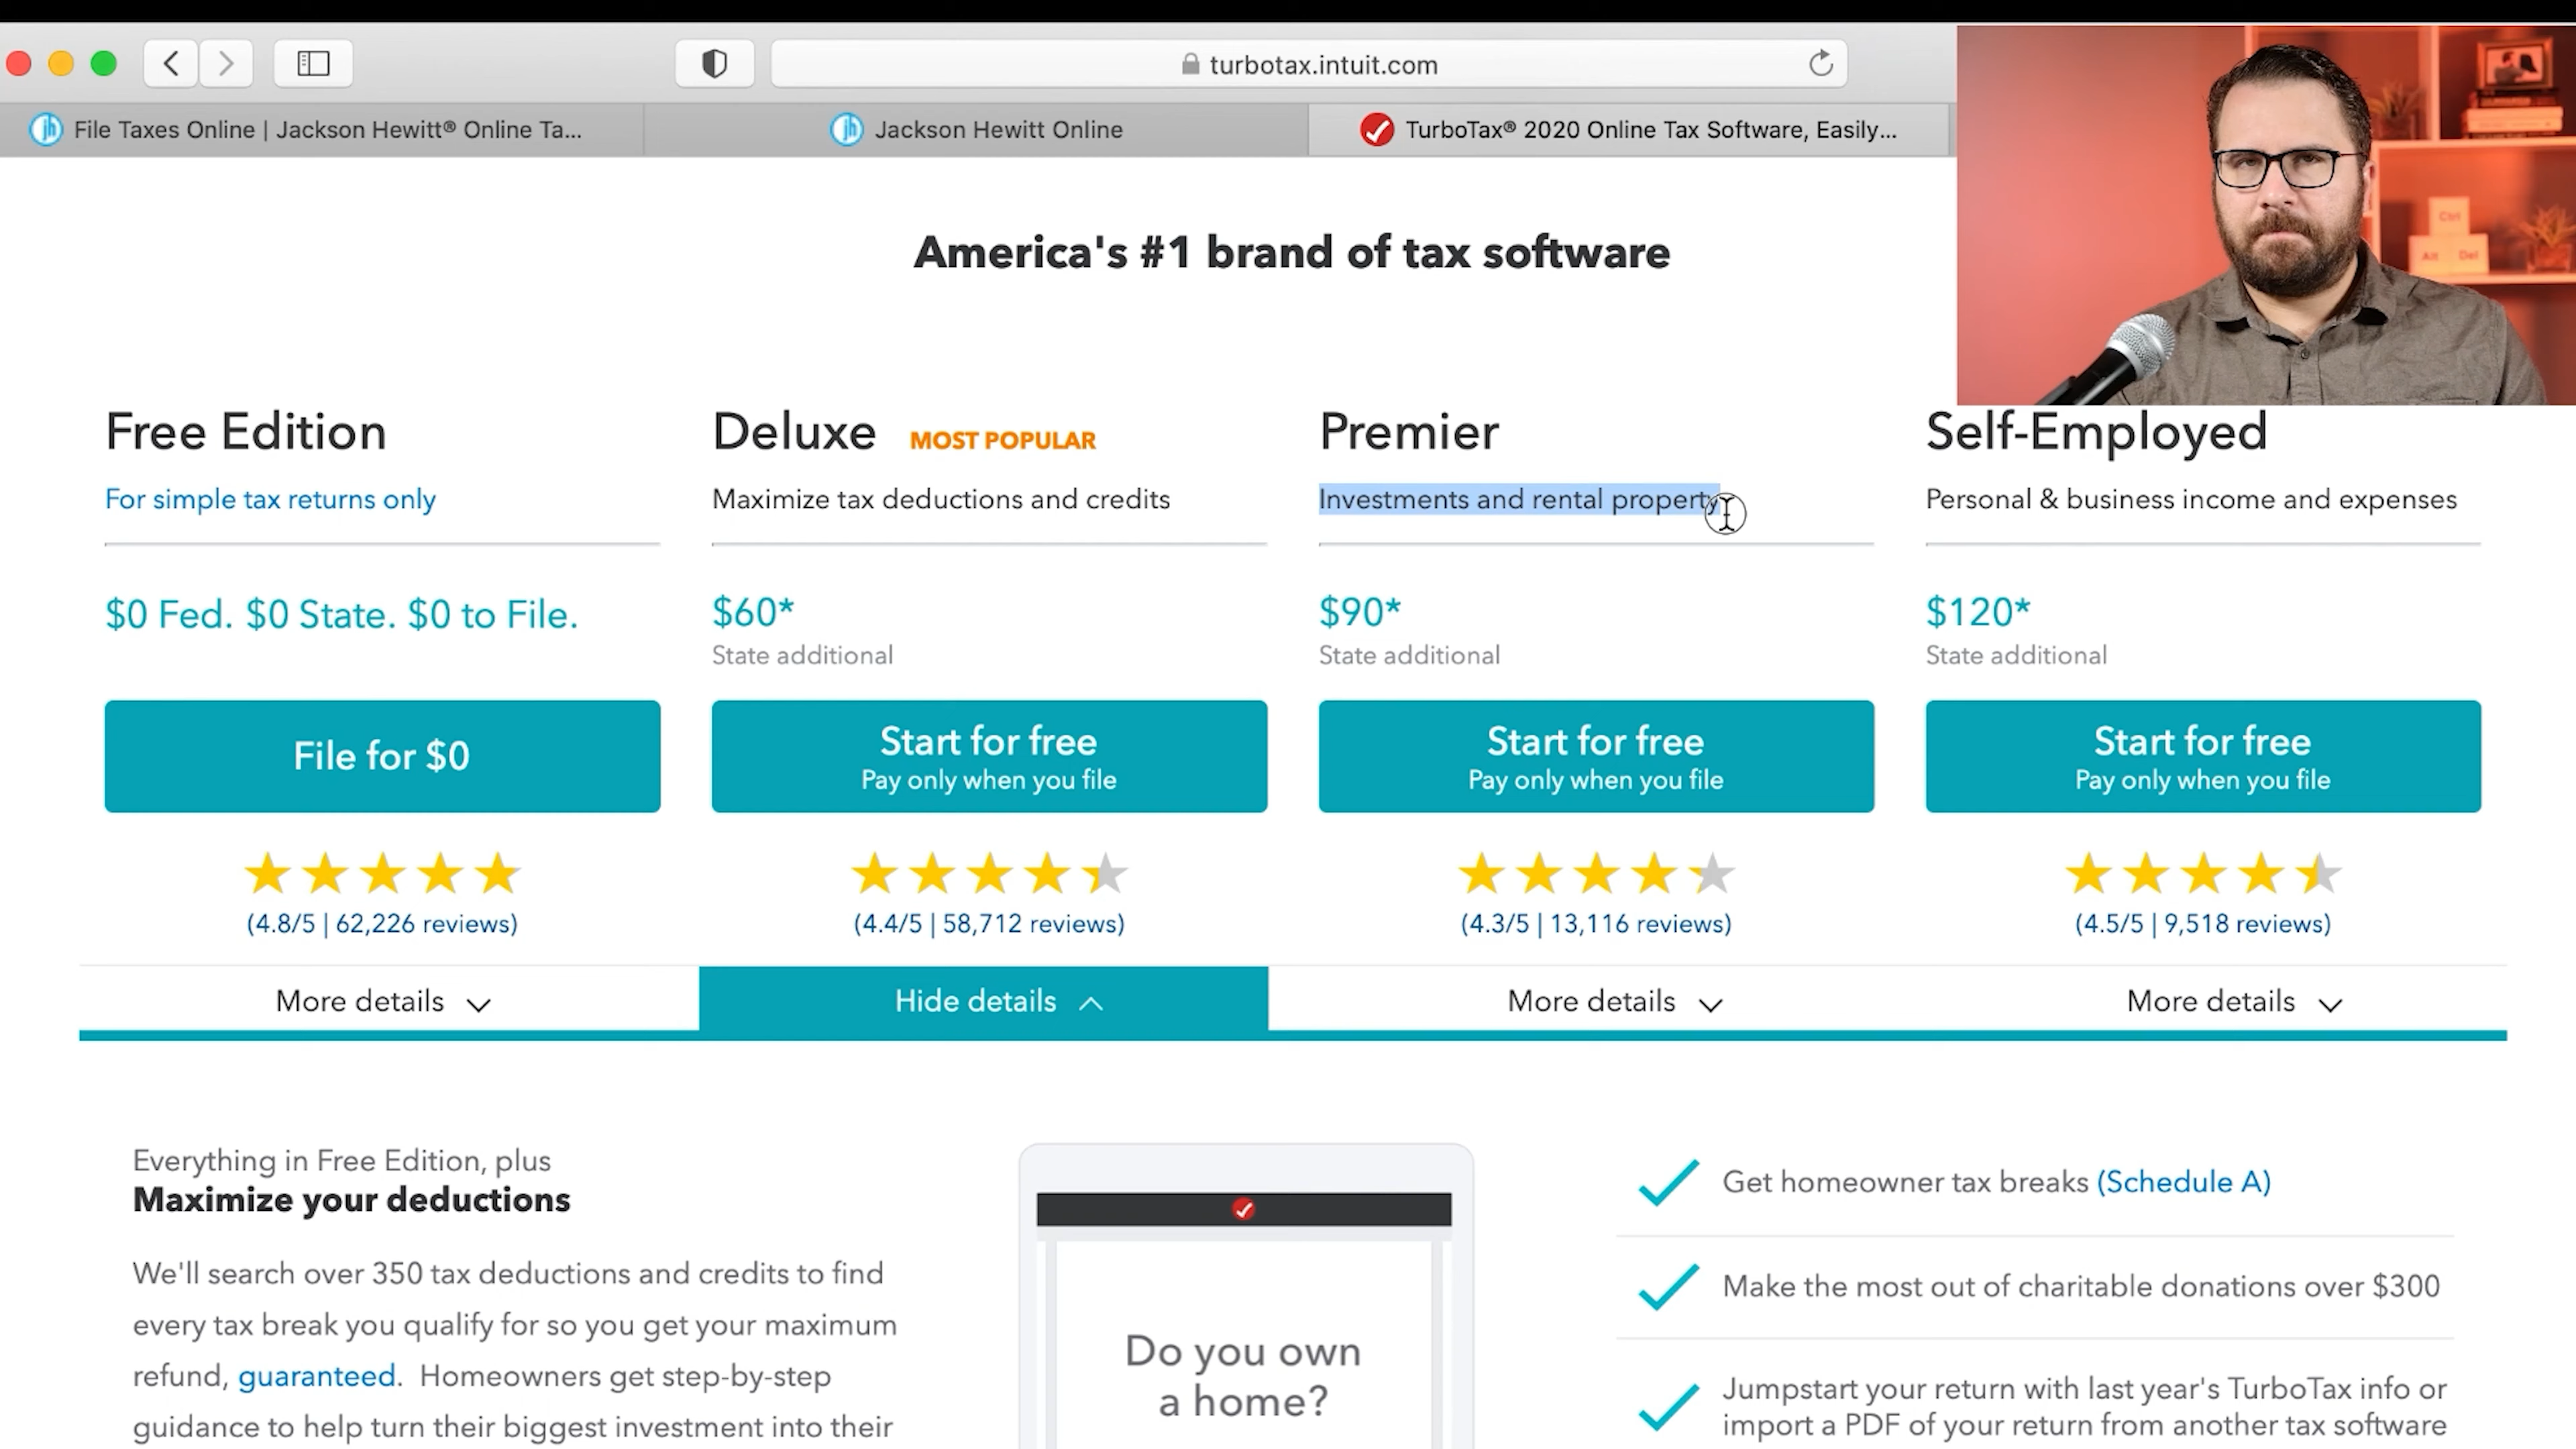 turbotax.intuit.com
File Taxes Online | Jackson Hewitt® Online Ta...
Jackson Hewitt Online
TurboTax® 2020 Online Tax Software, Easily...
Ctrl
Alt
Del
America's #1 brand of tax software
Free Edition
For simple tax returns only
$0 Fed. $0 State. $0 to File.
File for $0
(4.8/5 | 62,226 reviews)
More details
Deluxe MOST POPULAR
Maximize tax deductions and credits
$60*
State additional
Start for free
Pay only when you file
(4.4/5 | 58,712 reviews)
Hide details
Premier
Investments and rental property
$90*
State additional
Start for free
Pay only when you file
(4.3/5 | 13,116 reviews)
More details
Self-Employed
Personal & business income and expenses
$120*
State additional
Start for free
Pay only when you file
(4.5/5 | 9,518 reviews)
More details
Everything in Free Edition, plus
Maximize your deductions
We'll search over 350 tax deductions and credits to find
every tax break you qualify for so you get your maximum
refund, guaranteed. Homeowners get step-by-step
guidance to help turn their biggest investment into their
Do you own
a home?
Get homeowner tax breaks (Schedule A)
Make the most out of charitable donations over $300
Jumpstart your return with last year's TurboTax info or
import a PDF of your return from another tax software